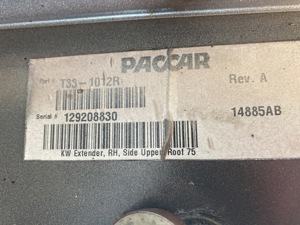 PACCAR
Part # T33-1012R Rev. A
Serial # 129208830 14885AB
KW Extender, RH, Side Upper, Roof 75